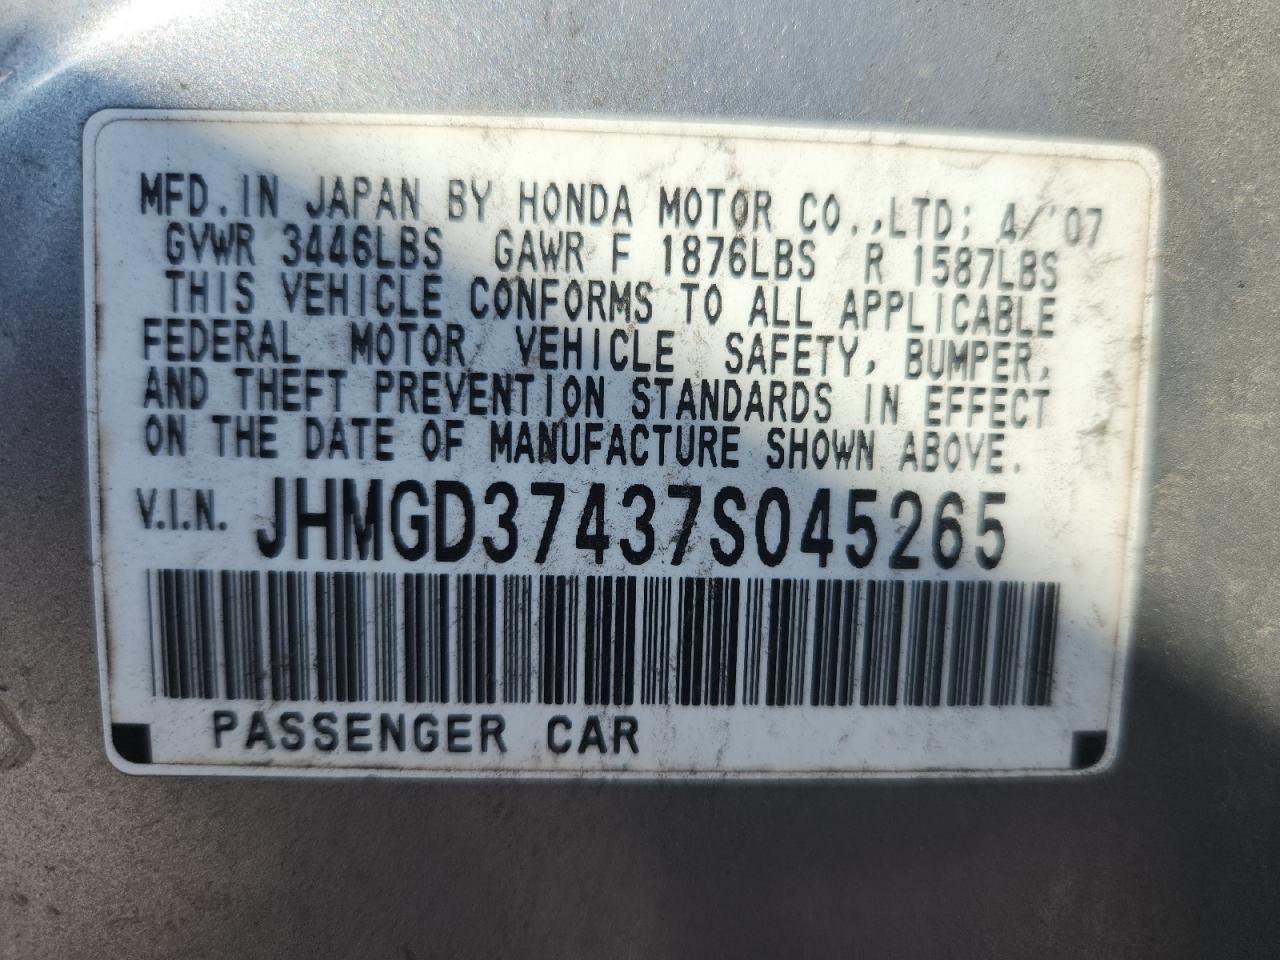 MFD. IN JAPAN BY HONDA MOTOR CO.,LTD; 4/'07
GVWR 3446LBS GAWR F 1876LBS R 1587LBS
THIS VEHICLE CONFORMS TO ALL APPLICABLE
FEDERAL MOTOR VEHICLE SAFETY, BUMPER,
AND THEFT PREVENTION STANDARDS IN EFFECT
ON THE DATE OF MANUFACTURE SHOWN ABOVE.
V.I.N. JHMGD37437S045265
PASSENGER CAR